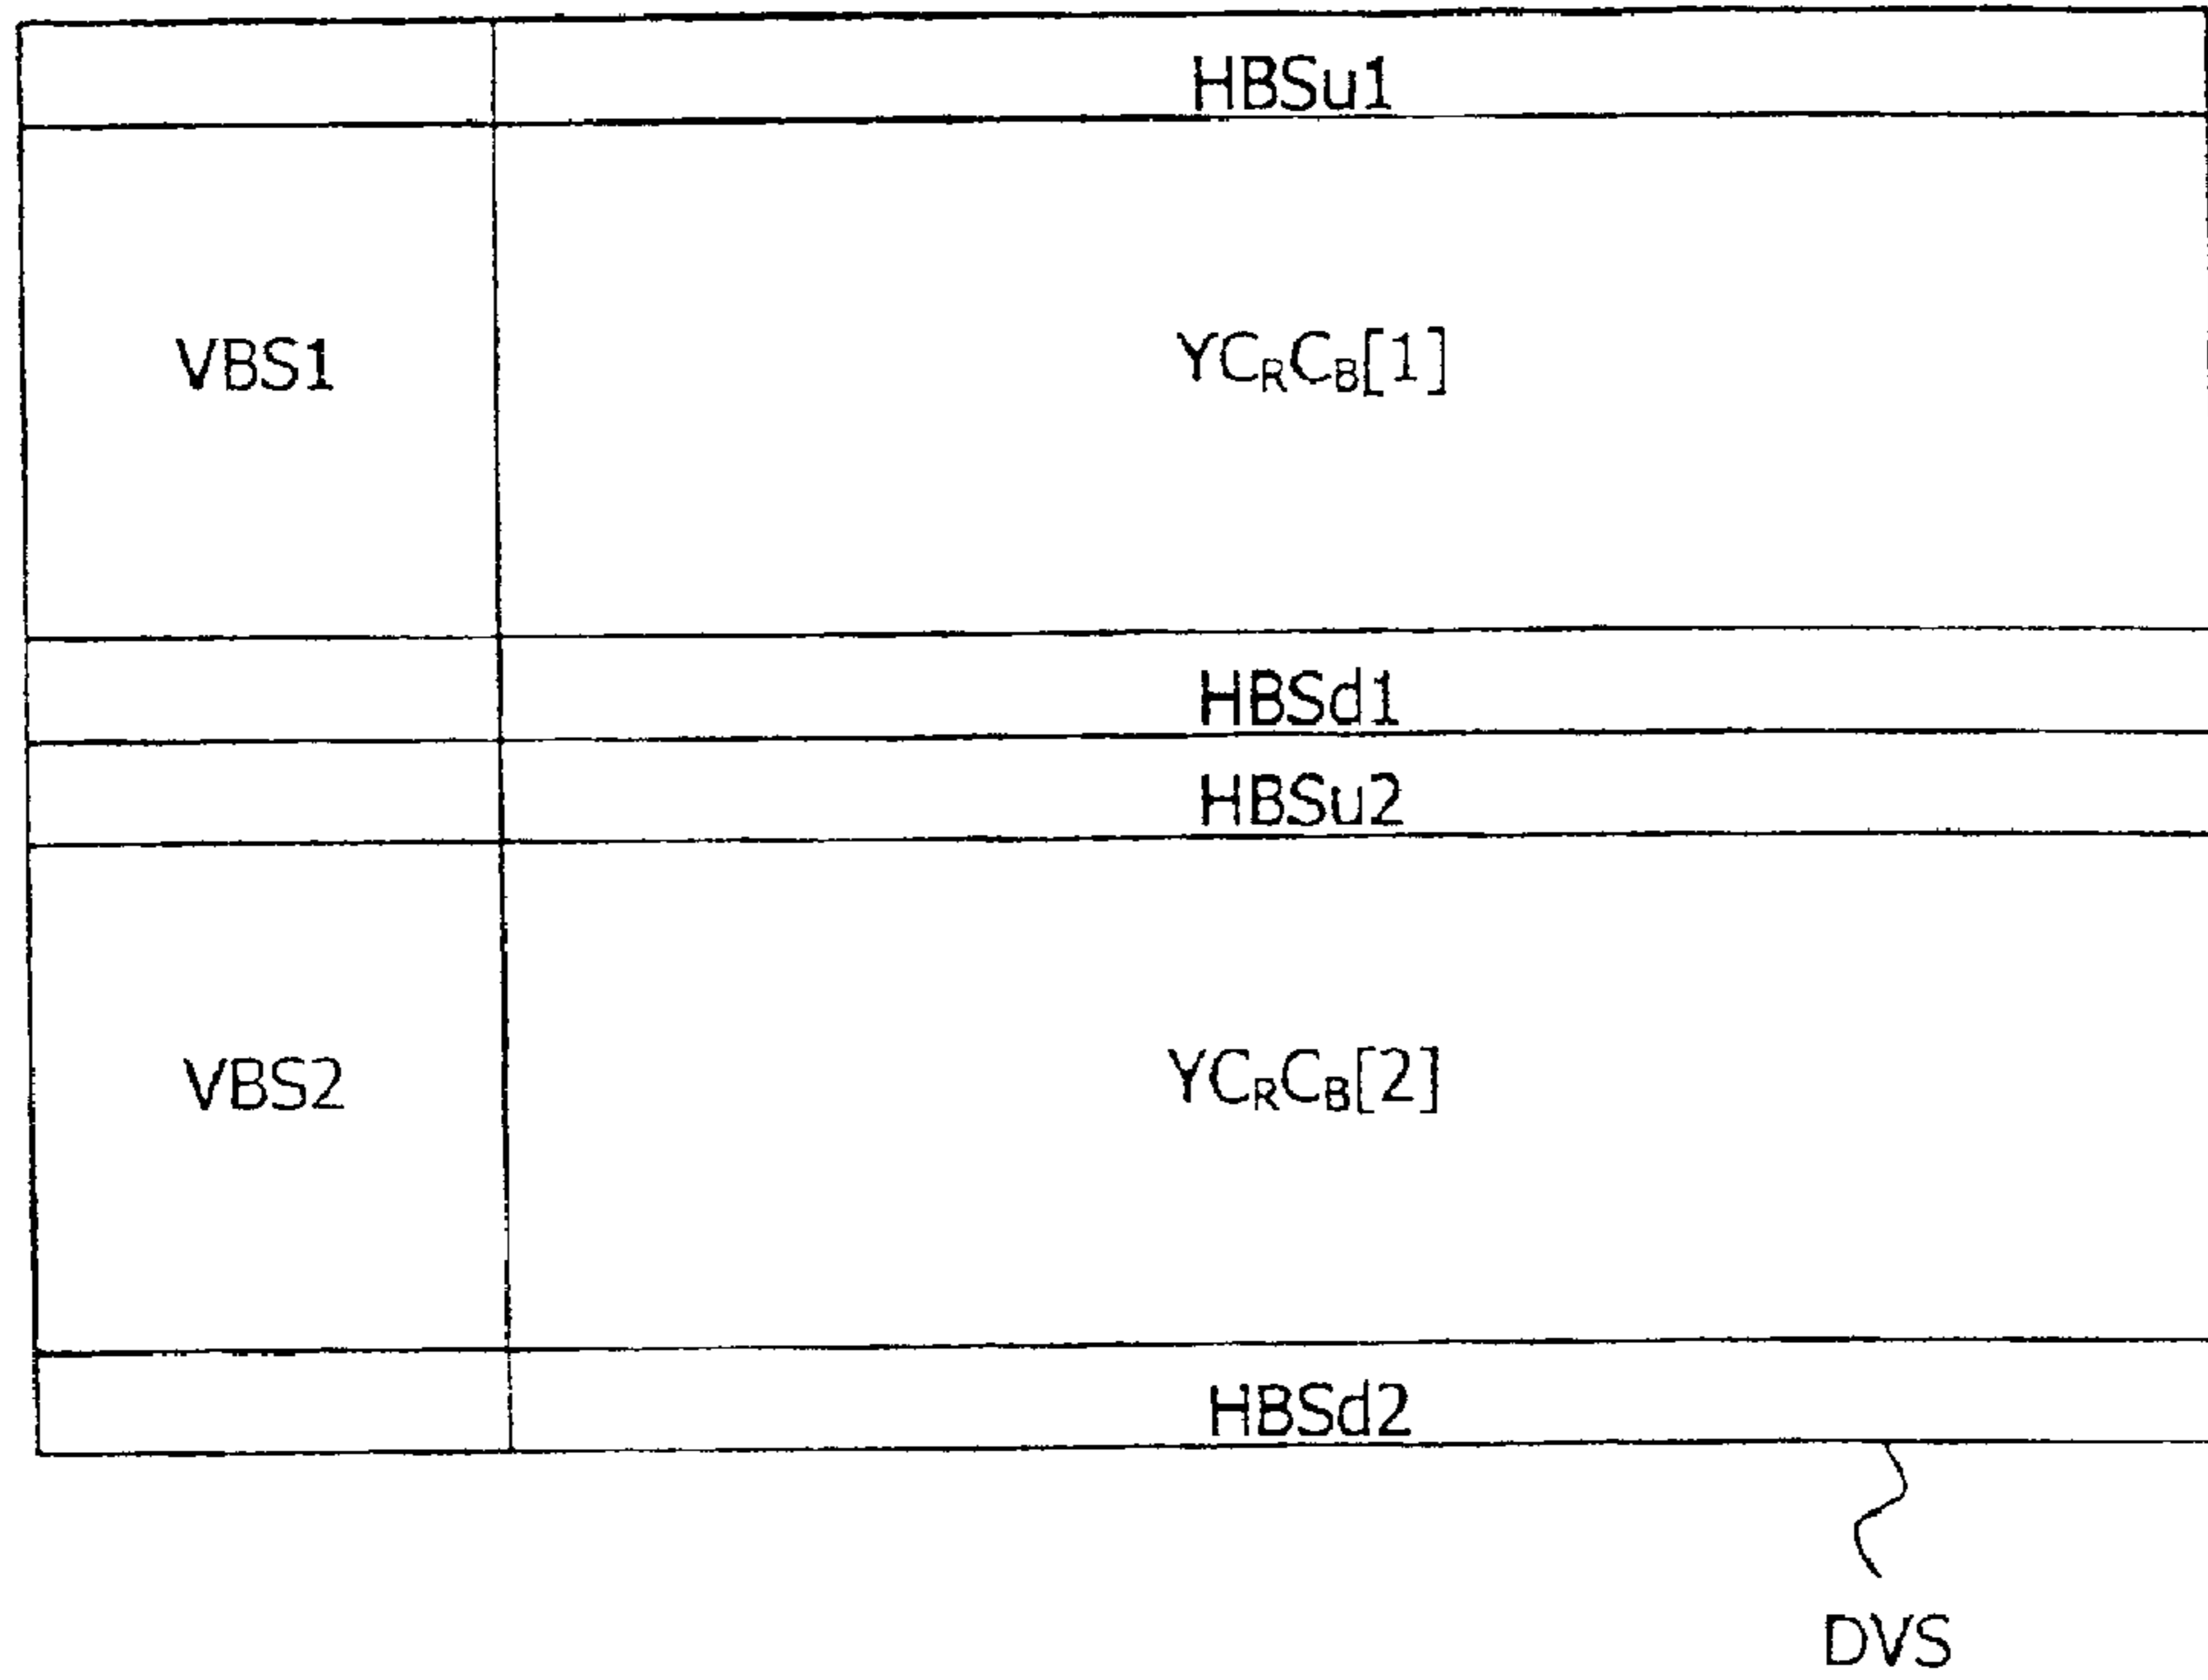 HBSu1
VBS1
YCRCB[1]
HBSd1
HBSu2
VBS2
YCRCB[2]
HBSd2
DVS